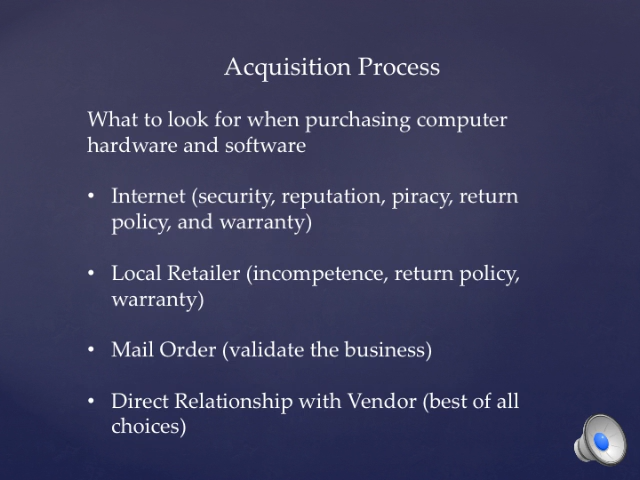 Acquisition Process
What to look for when purchasing computer
hardware and software
• Internet (security, reputation, piracy, return
policy, and warranty)
• Local Retailer (incompetence, return policy,
warranty)
• Mail Order (validate the business)
• Direct Relationship with Vendor (best of all
choices)